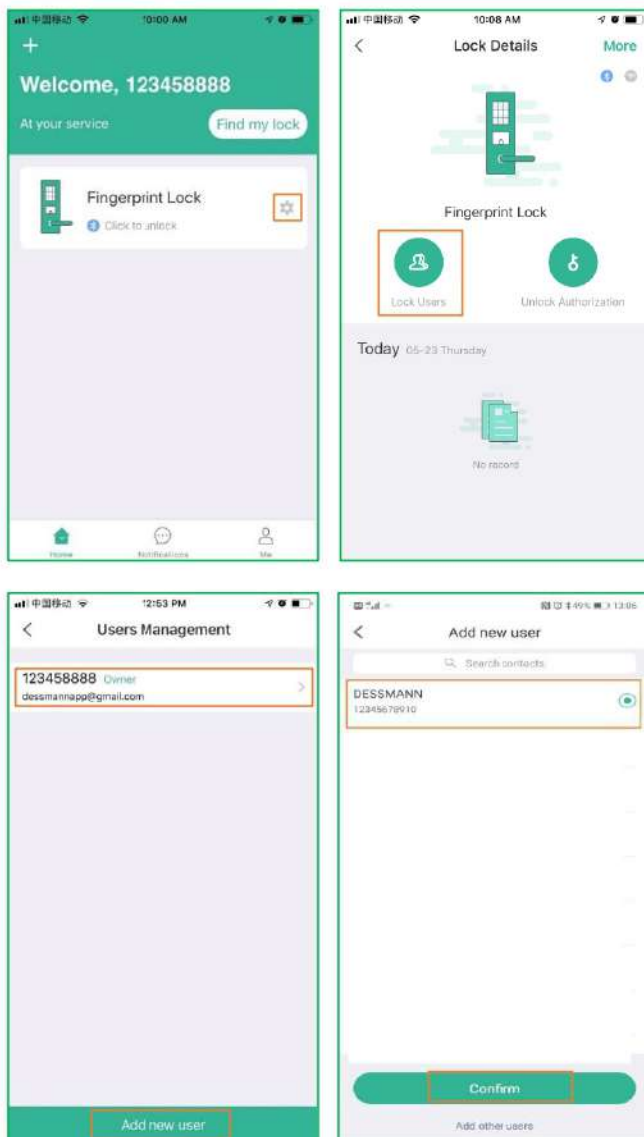 中国移动 10:00 AM
+
Welcome, 123458888
At your service
Find my lock
Fingerprint Lock
Click to unlock
Home Notifications Me
中国移动 10:08 AM
Lock Details More
Fingerprint Lock
Lock Users Unlock Authorization
Today 05-23 Thursday
No record
中国移动 12:53 PM
Users Management
123458888 Owner
dessmannapp@gmail.com
Add new user
49% 13:06
Add new user
Search contacts
DESSMANN
12345678910
Confirm
Add other users